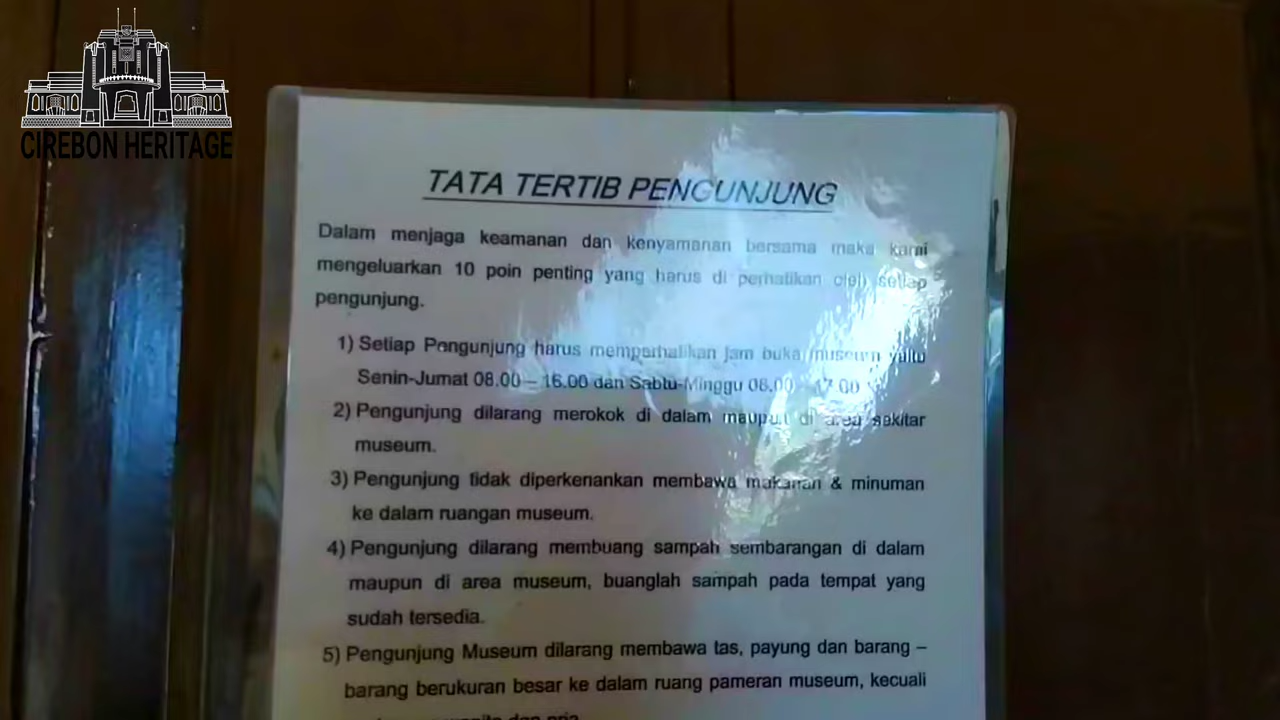 CIREBON HERITAGE
TATA TERTIB PENGUNJUNG
Dalam menjaga keamanan dan kenyamanan bersama maka kami
mengeluarkan 10 poin penting yang harus di perhatikan oleh setiap
pengunjung.
1) Setiap Pengunjung harus memperhatikan jam buka museum yaitu
Senin-Jumat 08.00 – 16.00 dan Sabtu-Minggu 08.00 - 17.00
2) Pengunjung dilarang merokok di dalam maupun di area sekitar
museum.
3) Pengunjung tidak diperkenankan membawa makanan & minuman
ke dalam ruangan museum.
4) Pengunjung dilarang membuang sampah sembarangan di dalam
maupun di area museum, buanglah sampah pada tempat yang
sudah tersedia.
5) Pengunjung Museum dilarang membawa tas, payung dan barang –
barang berukuran besar ke dalam ruang pameran museum, kecuali